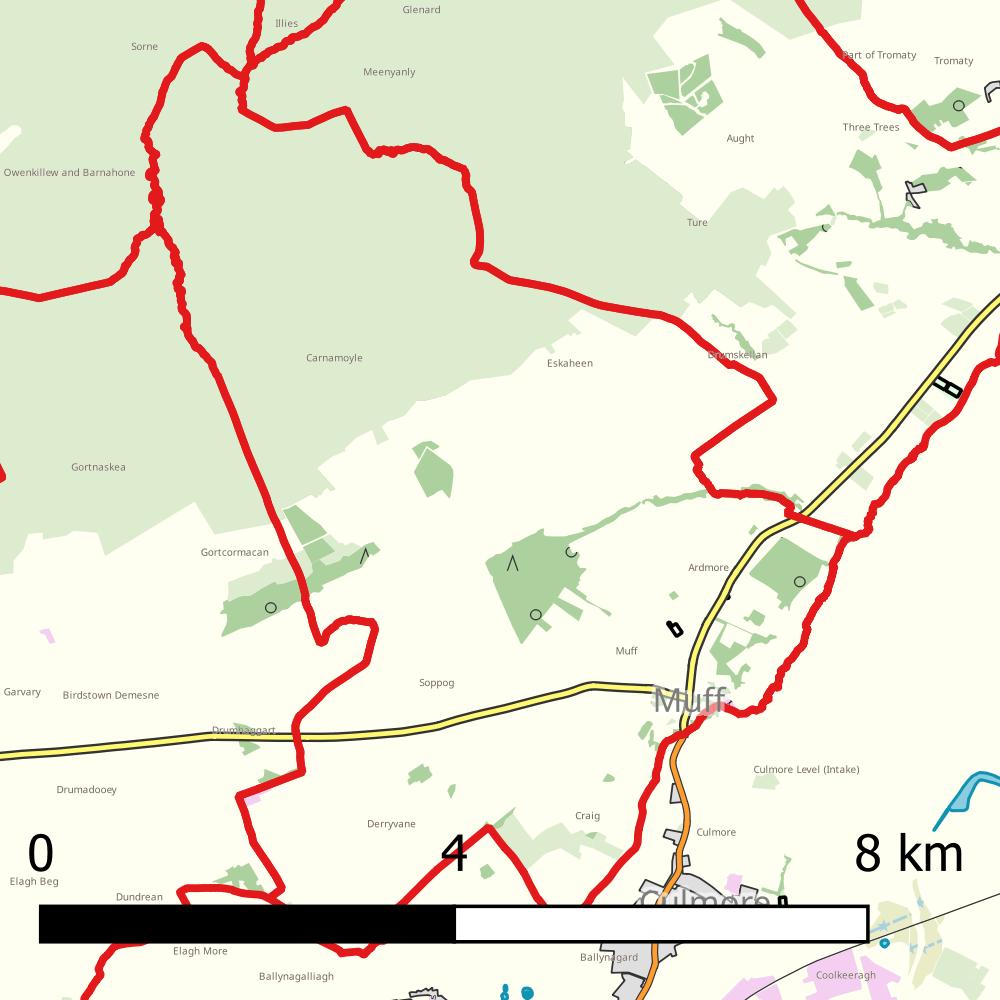 Glenard
Illies
Sorne
Part of Tromaty
Tromaty
Meenyanly
Three Trees
Aught
Owenkillew and Barnahone
Ture
Drumskellan
Carnamoyle
Eskaheen
Gortnaskea
Gortcormacan
Ardmore
Muff
Soppog
Garvary
Birdstown Demesne
Muff
Drumhaggart
Culmore Level (Intake)
Drumadooey
Craig
Derryvane
Culmore
0 4 8 km
Elagh Beg
Dundrean
Culmore
Elagh More
Ballynagard
Ballynagalliagh
Coolkeeragh